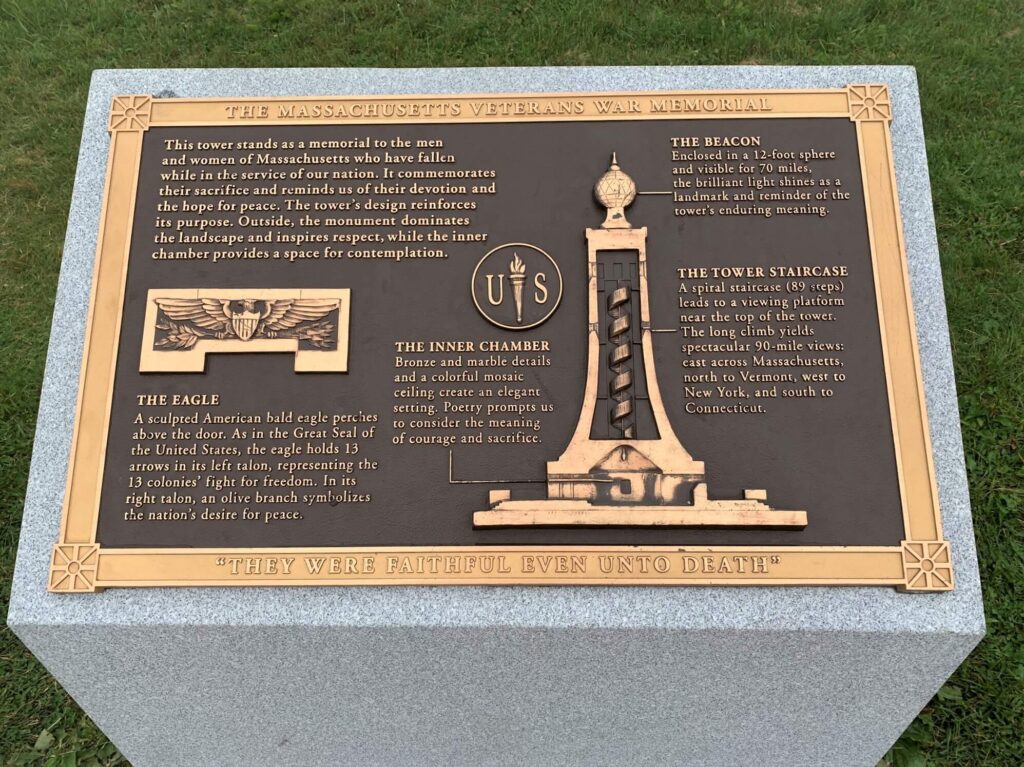 THE MASSACHUSETTS VETERANS WAR MEMORIAL
This tower stands as a memorial to the men
and women of Massachusetts who have fallen
while in the service of our nation. It commemorates
their sacrifice and reminds us of their devotion and
the hope for peace. The tower's design reinforces
its purpose. Outside, the monument dominates
the landscape and inspires respect, while the inner
chamber provides a space for contemplation.
THE BEACON
Enclosed in a 12-foot sphere
and visible for 70 miles,
the brilliant light shines as a
landmark and reminder of the
tower's enduring meaning.
U S
THE TOWER STAIRCASE
A spiral staircase (89 steps)
leads to a viewing platform
near the top of the tower.
The long climb yields
spectacular 90-mile views:
east across Massachusetts,
north to Vermont, west to
New York, and south to
Connecticut.
THE INNER CHAMBER
Bronze and marble details
and a colorful mosaic
ceiling create an elegant
setting. Poetry prompts us
to consider the meaning
of courage and sacrifice.
THE EAGLE
A sculpted American bald eagle perches
above the door. As in the Great Seal of
the United States, the eagle holds 13
arrows in its left talon, representing the
13 colonies' fight for freedom. In its
right talon, an olive branch symbolizes
the nation's desire for peace.
"THEY WERE FAITHFUL EVEN UNTO DEATH"